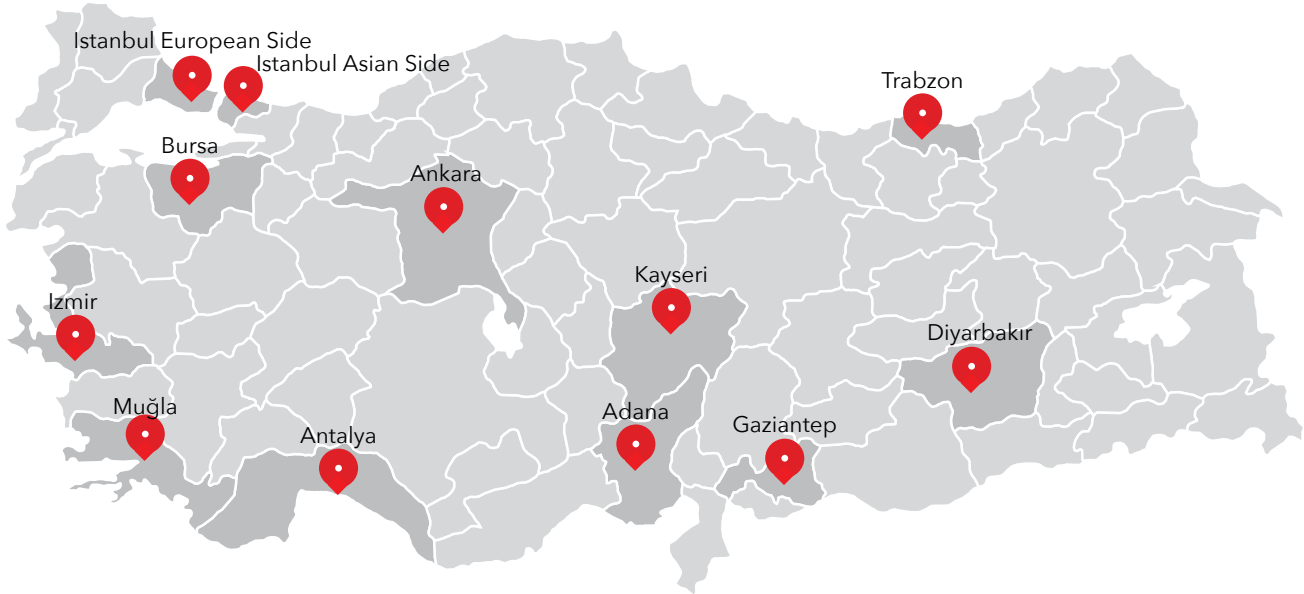 Istanbul European Side
Istanbul Asian Side
Trabzon
Bursa
Ankara
Kayseri
Izmir
Diyarbakır
Muğla
Adana
Gaziantep
Antalya